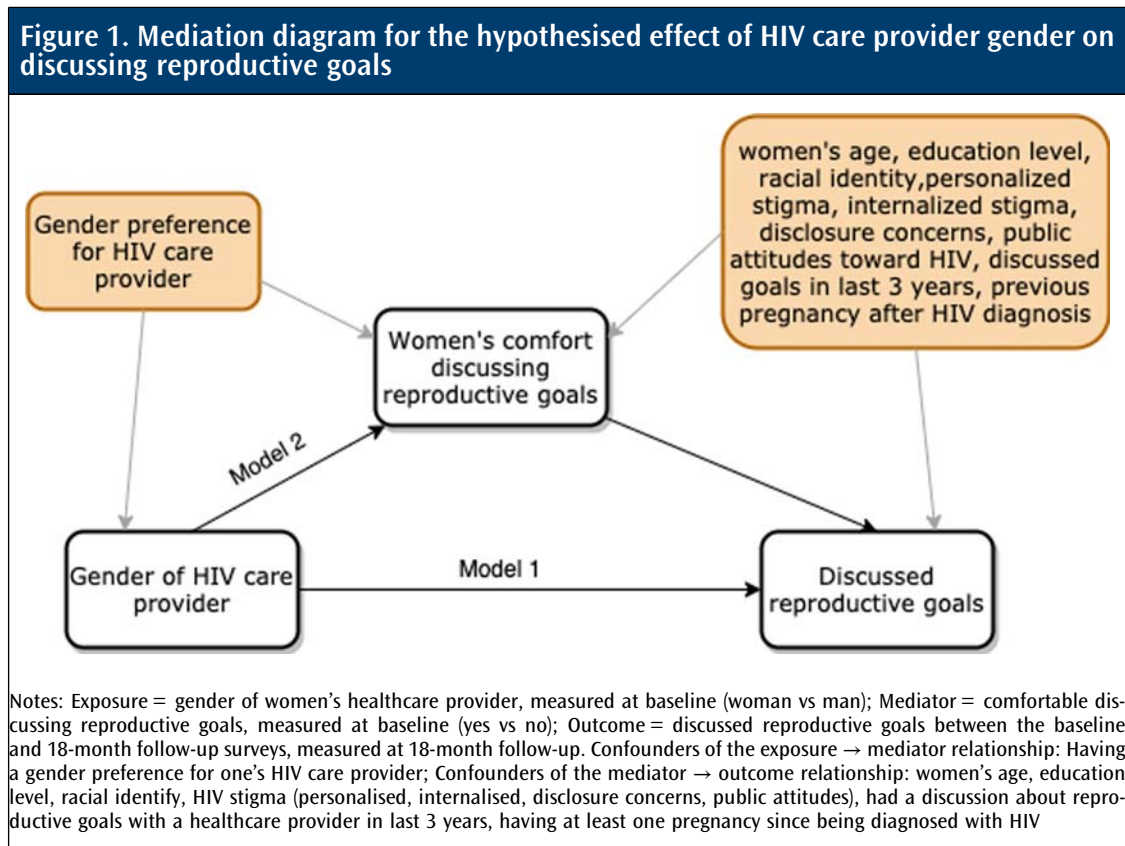 Figure 1. Mediation diagram for the hypothesised effect of HIV care provider gender on
discussing reproductive goals
women's age, education level,
racial identity,personalized
stigma, internalized stigma,
disclosure concerns, public
attitudes toward HIV, discussed
goals in last 3 years, previous
pregnancy after HIV diagnosis
Gender preference
for HIV care
provider
Women's comfort
discussing
reproductive goals
Model 2
Gender of HIV care
provider
Model 1
Discussed
reproductive goals
Notes: Exposure = gender of women's healthcare provider, measured at baseline (woman vs man); Mediator = comfortable dis-
cussing reproductive goals, measured at baseline (yes vs no); Outcome = discussed reproductive goals between the baseline
and 18-month follow-up surveys, measured at 18-month follow-up. Confounders of the exposure → mediator relationship: Having
a gender preference for one's HIV care provider; Confounders of the mediator → outcome relationship: women's age, education
level, racial identify, HIV stigma (personalised, internalised, disclosure concerns, public attitudes), had a discussion about repro-
ductive goals with a healthcare provider in last 3 years, having at least one pregnancy since being diagnosed with HIV